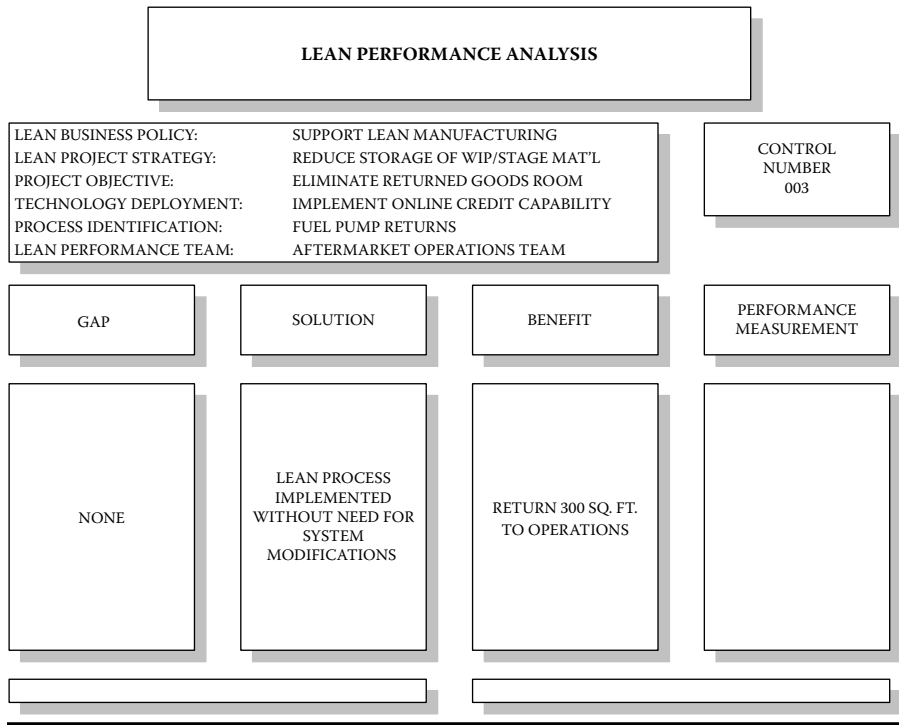 LEAN PERFORMANCE ANALYSIS
LEAN BUSINESS POLICY: SUPPORT LEAN MANUFACTURING
LEAN PROJECT STRATEGY: REDUCE STORAGE OF WIP/STAGE MAT'L
PROJECT OBJECTIVE: ELIMINATE RETURNED GOODS ROOM
TECHNOLOGY DEPLOYMENT: IMPLEMENT ONLINE CREDIT CAPABILITY
PROCESS IDENTIFICATION: FUEL PUMP RETURNS
LEAN PERFORMANCE TEAM: AFTERMARKET OPERATIONS TEAM
CONTROL
NUMBER
003
GAP
SOLUTION
BENEFIT
PERFORMANCE
MEASUREMENT
NONE
LEAN PROCESS
IMPLEMENTED
WITHOUT NEED FOR
SYSTEM
MODIFICATIONS
RETURN 300 SQ. FT.
TO OPERATIONS